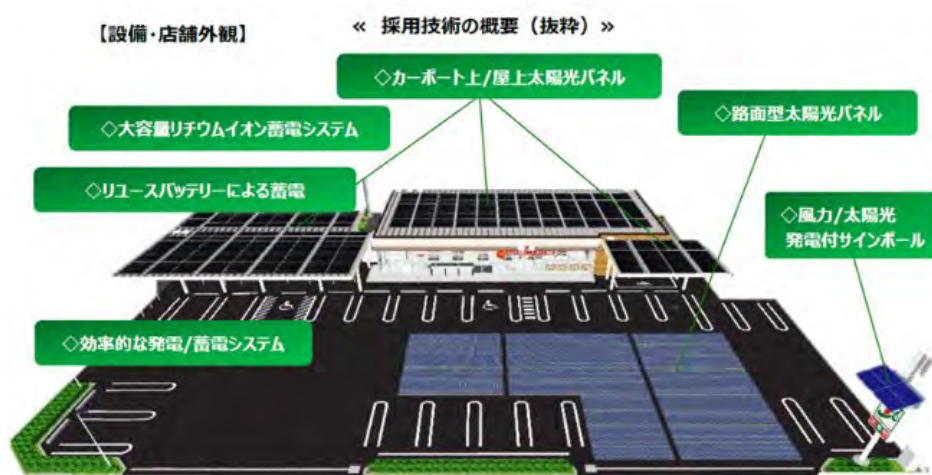 【設備・店舗外観】
≪ 採用技術の概要（抜粋）≫
◇カーポート上/屋上太陽光パネル
◇大容量リチウムイオン蓄電システム
◇路面型太陽光パネル
◇リユースバッテリーによる蓄電
◇風力/太陽光
発電付サインポール
◇効率的な発電/蓄電システム